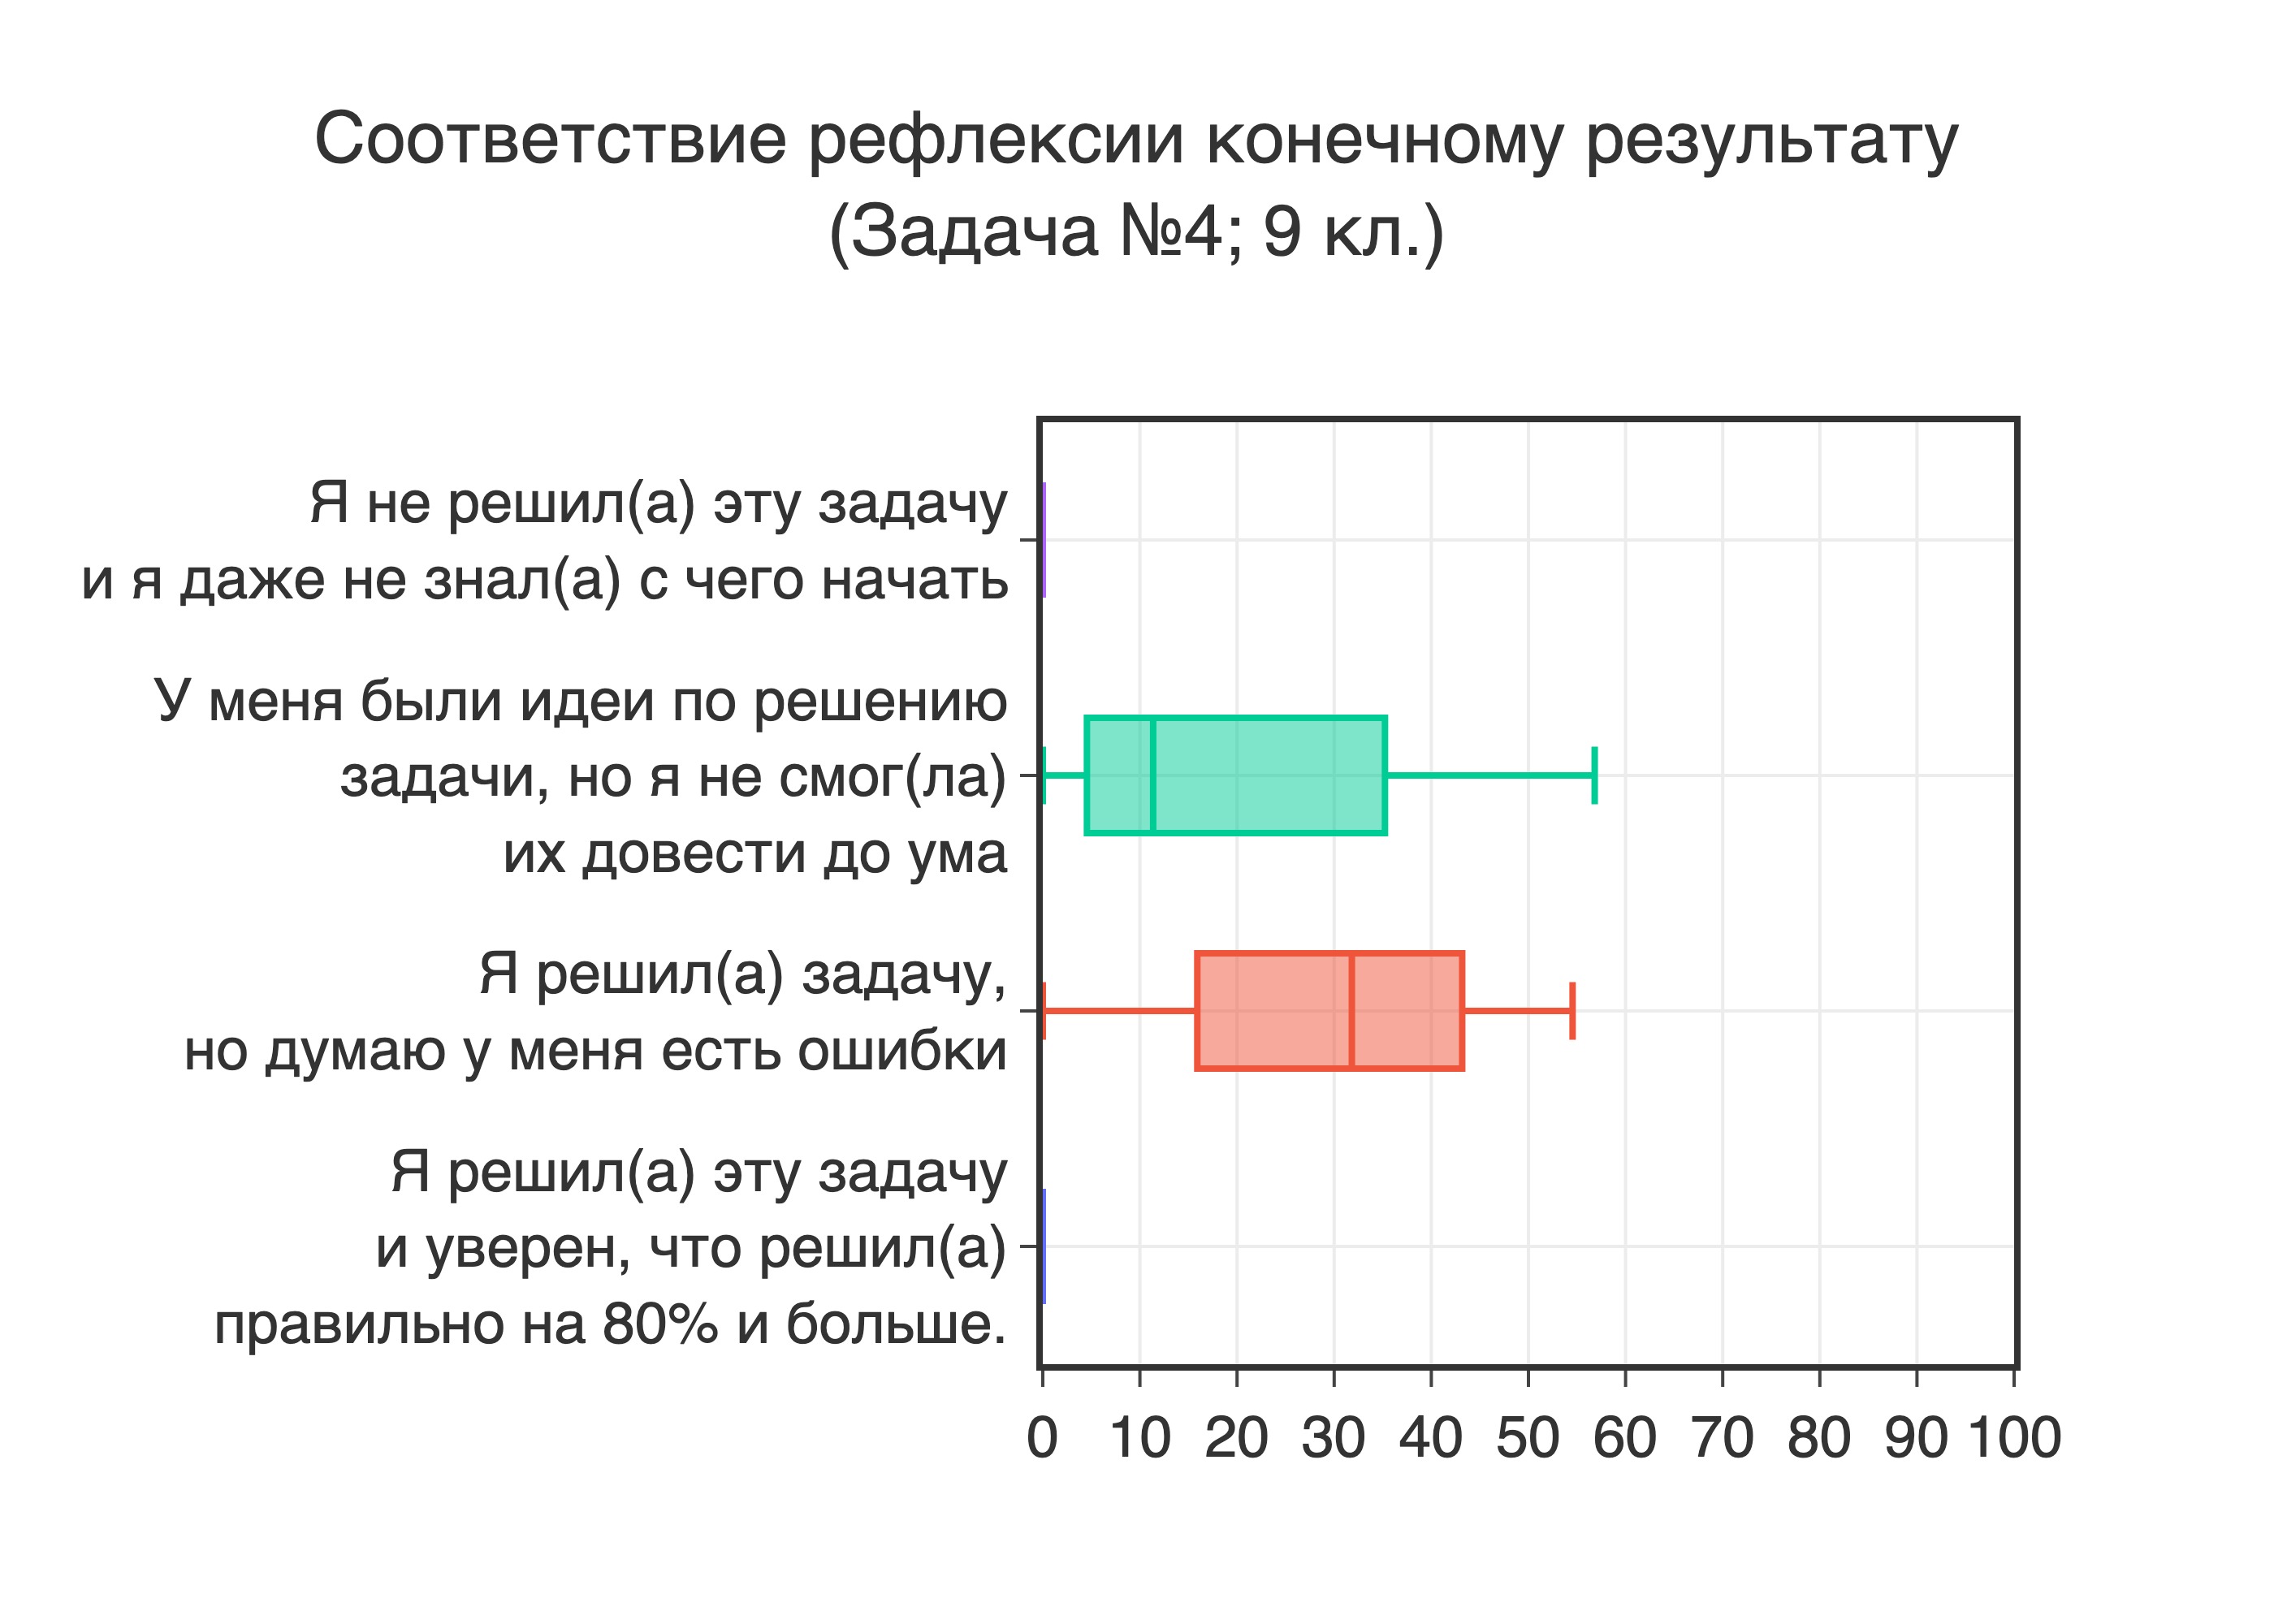 Соответствие рефлексии конечному результату
(Задача №4; 9 кл.)
Я не решил(а) эту задачу
и я даже не знал(а) с чего начать
У меня были идеи по решению
задачи, но я не смог(ла)
их довести до ума
Я решил(а) задачу,
но думаю у меня есть ошибки
Я решил(а) эту задачу
и уверен, что решил(а)
правильно на 80% и больше.
0 10 20 30 40 50 60 70 80 90 100